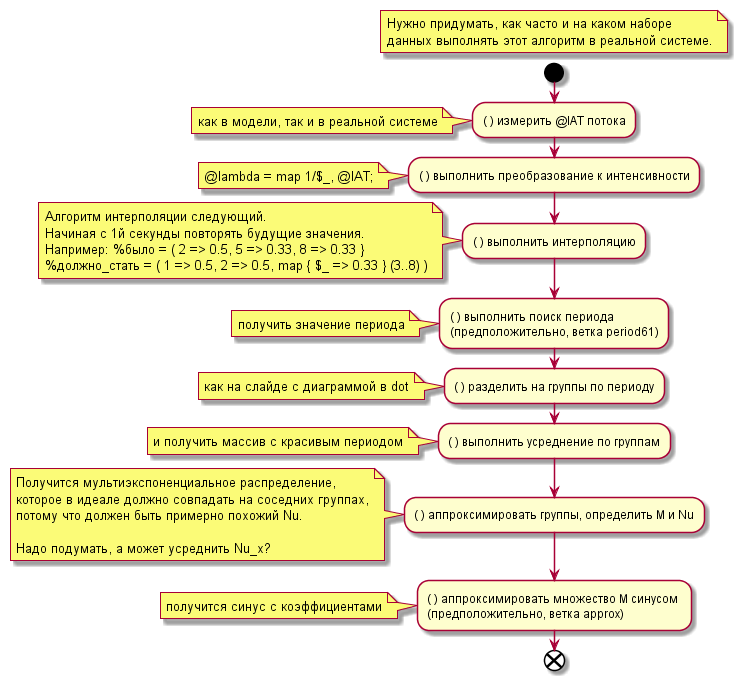 Нужно придумать, как часто и на каком наборе
данных выполнять этот алгоритм в реальной системе.
как в модели, так и в реальной системе
( ) измерить @IAT потока
@lambda = map 1/$_, @IAT;
( ) выполнить преобразование к интенсивности
Алгоритм интерполяции следующий.
Начиная с 1й секунды повторять будущие значения.
Например: %было = ( 2 => 0.5, 5 => 0.33, 8 => 0.33 }
%должно_стать = ( 1 => 0.5, 2 => 0.5, map { $_ => 0.33 } (3..8) )
( ) выполнить интерполяцию
получить значение периода
( ) выполнить поиск периода
(предположительно, ветка period61)
как на слайде с диаграммой в dot
( ) разделить на группы по периоду
и получить массив с красивым периодом
( ) выполнить усреднение по группам
Получится мультиэкспоненциальное распределение,
которое в идеале должно совпадать на соседних группах,
потому что должен быть примерно похожий Nu.
Надо подумать, а может усреднить Nu_x?
( ) аппроксимировать группы, определить M и Nu
получится синус с коэффициентами
( ) аппроксимировать множество M синусом
(предположительно, ветка approx)